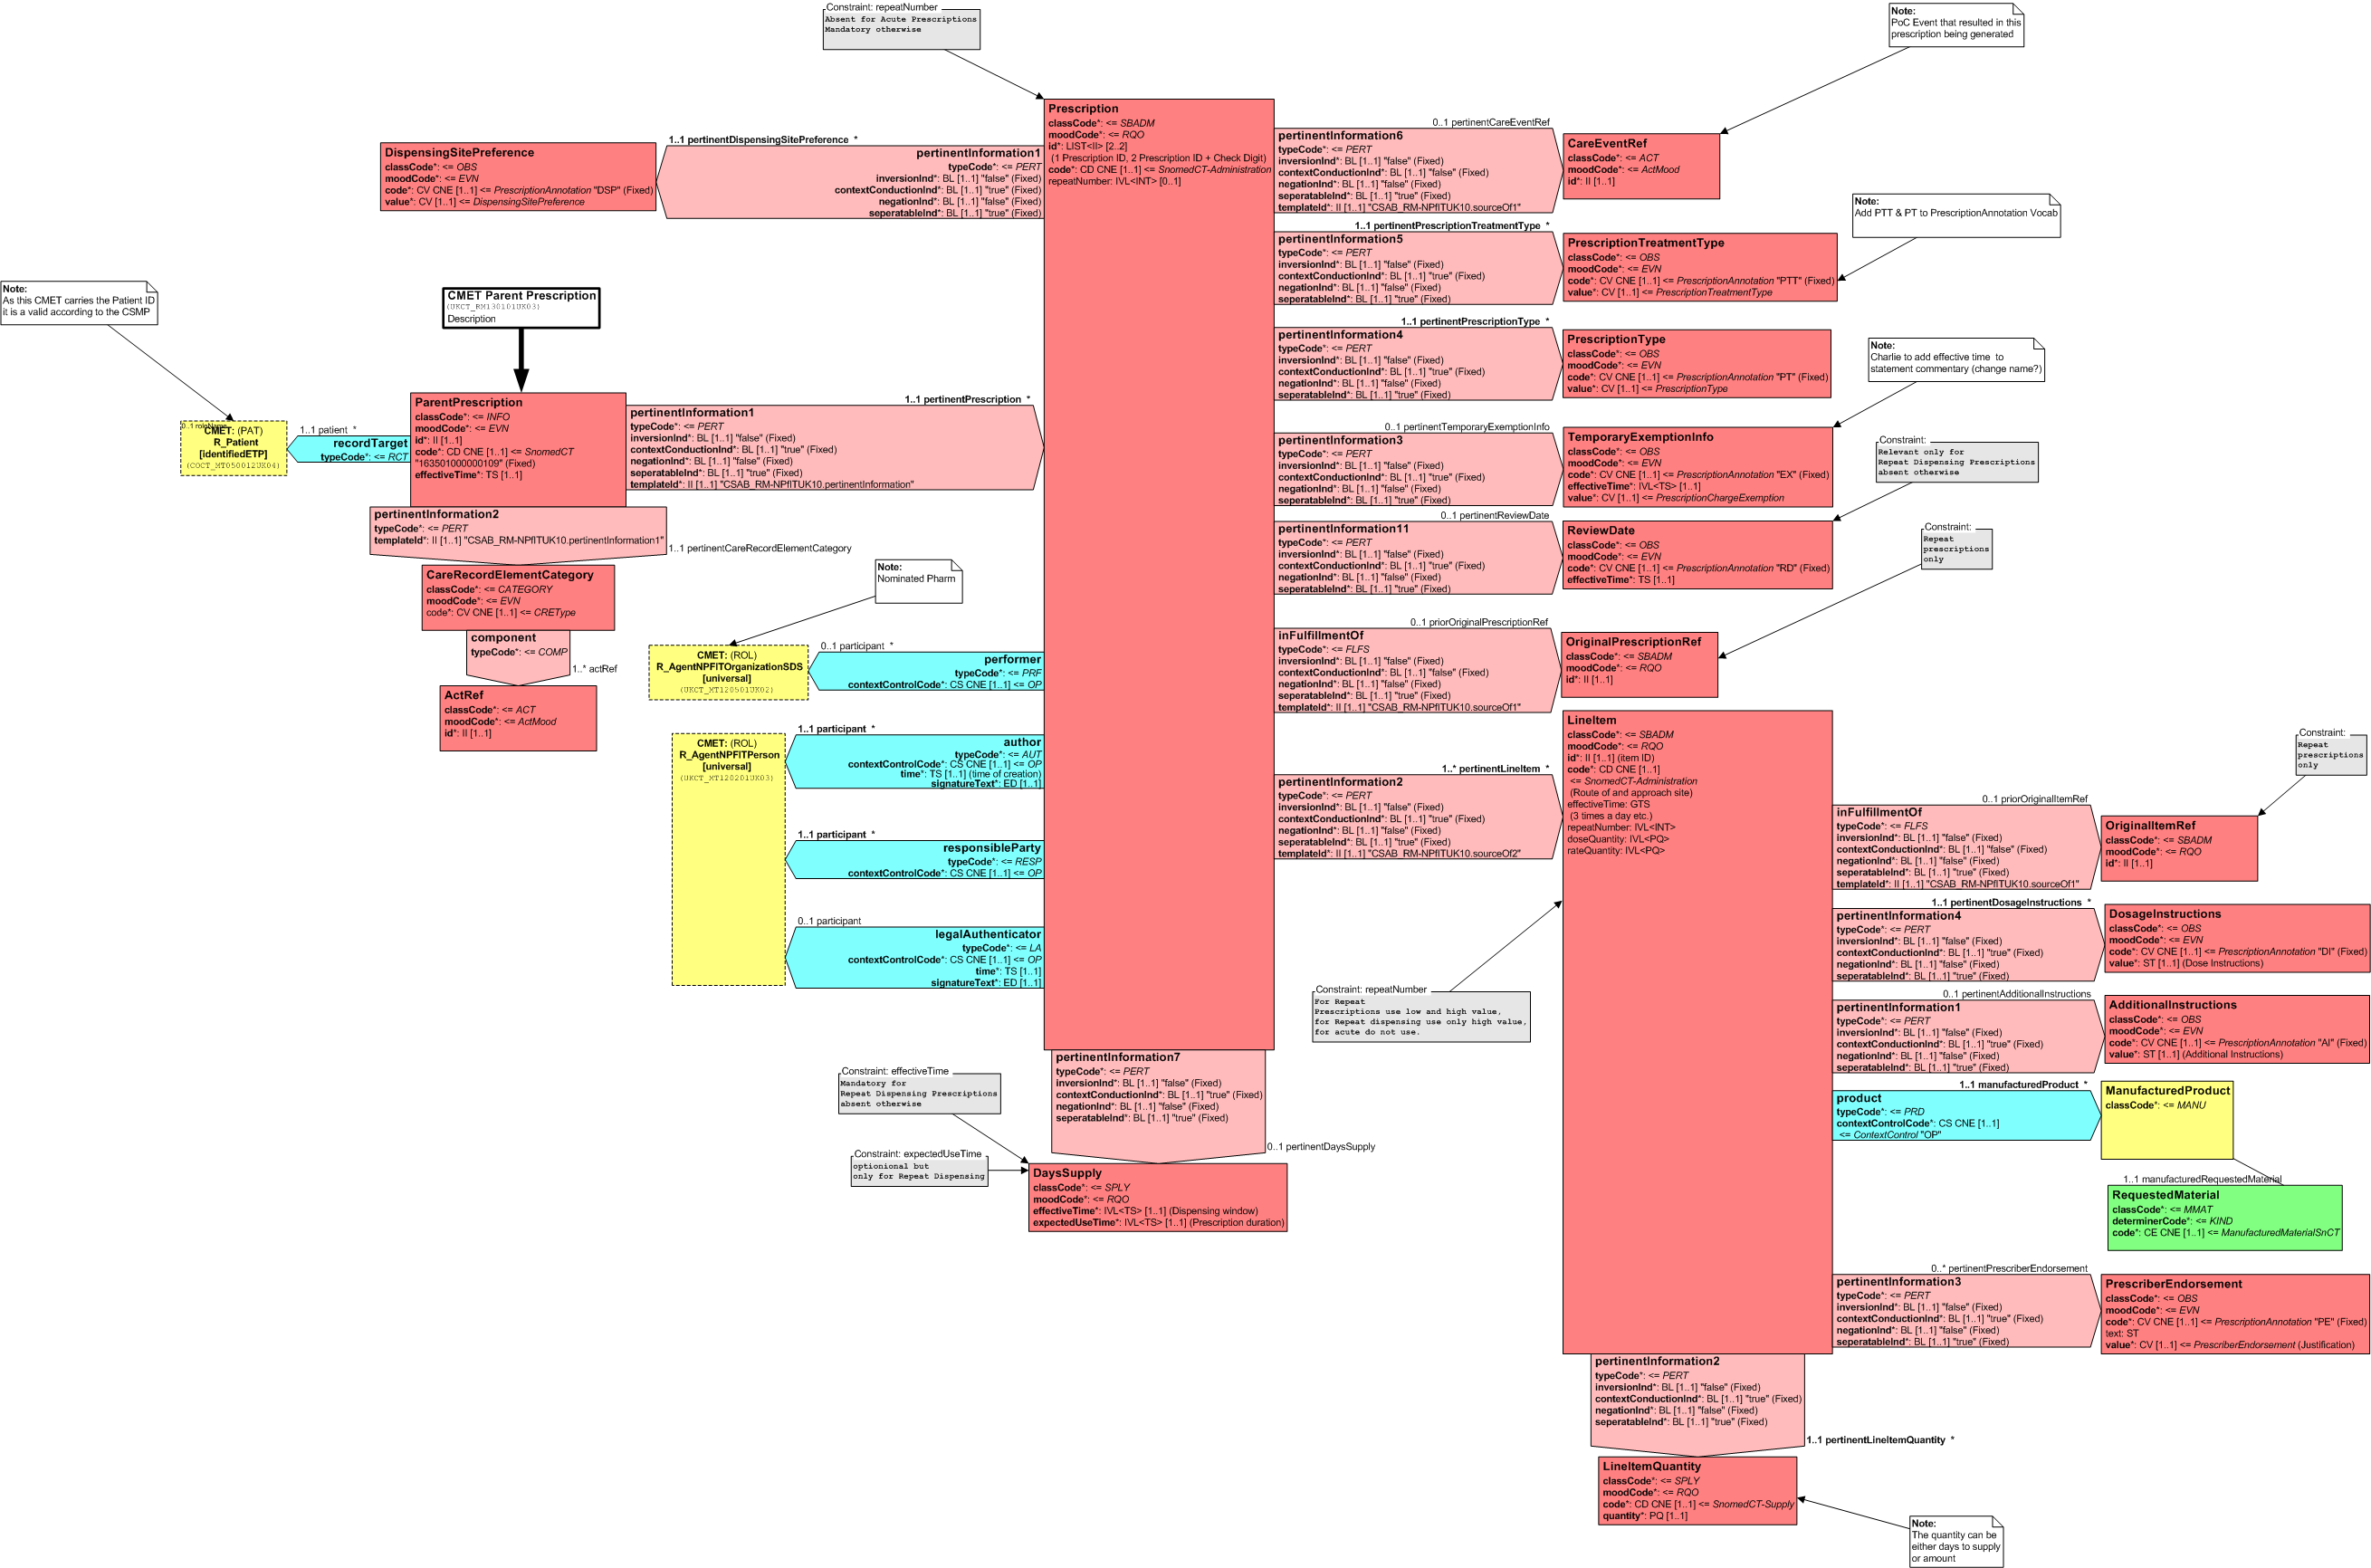 Constraint: repeatNumber
Absent for Acute Prescriptions
Mandatory otherwise
Note:
PoC Event that resulted in this
prescription being generated
Prescription
classCode*: <= SBADM
moodCode*: <= RQO
id*: LIST<II> [2..2]
(1 Prescription ID, 2 Prescription ID + Check Digit)
code*: CD CNE [1..1] <= SnomedCT-Administration
repeatNumber: IVL<INT> [0..1]
1..1 pertinentDispensingSitePreference *
pertinentInformation1
typeCode*: <= PERT
inversionInd*: BL [1..1] "false" (Fixed)
contextConductionInd*: BL [1..1] "true" (Fixed)
negationInd*: BL [1..1] "false" (Fixed)
seperatableInd*: BL [1..1] "true" (Fixed)
DispensingSitePreference
classCode*: <= OBS
moodCode*: <= EVN
code*: CV CNE [1..1] <= PrescriptionAnnotation "DSP" (Fixed)
value*: CV [1..1] <= DispensingSitePreference
0..1 pertinentCareEventRef
pertinentInformation6
typeCode*: <= PERT
inversionInd*: BL [1..1] "false" (Fixed)
contextConductionInd*: BL [1..1] "false" (Fixed)
negationInd*: BL [1..1] "false" (Fixed)
seperatableInd*: BL [1..1] "true" (Fixed)
templateId*: II [1..1] "CSAB_RM-NPfITUK10.sourceOf1"
CareEventRef
classCode*: <= ACT
moodCode*: <= ActMood
id*: II [1..1]
Note:
Add PTT & PT to PrescriptionAnnotation Vocab
1..1 pertinentPrescriptionTreatmentType *
pertinentInformation5
typeCode*: <= PERT
inversionInd*: BL [1..1] "false" (Fixed)
contextConductionInd*: BL [1..1] "true" (Fixed)
negationInd*: BL [1..1] "false" (Fixed)
seperatableInd*: BL [1..1] "true" (Fixed)
PrescriptionTreatmentType
classCode*: <= OBS
moodCode*: <= EVN
code*: CV CNE [1..1] <= PrescriptionAnnotation "PTT" (Fixed)
value*: CV [1..1] <= PrescriptionTreatmentType
1..1 pertinentPrescriptionType *
pertinentInformation4
typeCode*: <= PERT
inversionInd*: BL [1..1] "false" (Fixed)
contextConductionInd*: BL [1..1] "true" (Fixed)
negationInd*: BL [1..1] "false" (Fixed)
seperatableInd*: BL [1..1] "true" (Fixed)
PrescriptionType
classCode*: <= OBS
moodCode*: <= EVN
code*: CV CNE [1..1] <= PrescriptionAnnotation "PT" (Fixed)
value*: CV [1..1] <= PrescriptionType
Note:
Charlie to add effective time to
statement commentary (change name?)
Note:
As this CMET carries the Patient ID
it is a valid according to the CSMP
CMET Parent Prescription
(UKCT_RM130101UK03)
Description
0..1 roleName
CMET: (PAT)
R_Patient
[identifiedETP]
(COCT_MT050012UK04)
1..1 patient *
recordTarget
typeCode*: <= RCT
ParentPrescription
classCode*: <= INFO
moodCode*: <= EVN
id*: II [1..1]
code*: CD CNE [1..1] <= SnomedCT
"163501000000109" (Fixed)
effectiveTime*: TS [1..1]
1..1 pertinentPrescription *
pertinentInformation1
typeCode*: <= PERT
inversionInd*: BL [1..1] "false" (Fixed)
contextConductionInd*: BL [1..1] "true" (Fixed)
negationInd*: BL [1..1] "false" (Fixed)
seperatableInd*: BL [1..1] "true" (Fixed)
templateId*: II [1..1] "CSAB_RM-NPfITUK10.pertinentInformation"
pertinentInformation2
typeCode*: <= PERT
templateId*: II [1..1] "CSAB_RM-NPfITUK10.pertinentInformation1"
1..1 pertinentCareRecordElementCategory
CareRecordElementCategory
classCode*: <= CATEGORY
moodCode*: <= EVN
code*: CV CNE [1..1] <= CREType
component
typeCode*: <= COMP
1..* actRef
ActRef
classCode*: <= ACT
moodCode*: <= ActMood
id*: II [1..1]
0..1 pertinentTemporaryExemptionInfo
pertinentInformation3
typeCode*: <= PERT
inversionInd*: BL [1..1] "false" (Fixed)
contextConductionInd*: BL [1..1] "true" (Fixed)
negationInd*: BL [1..1] "false" (Fixed)
seperatableInd*: BL [1..1] "true" (Fixed)
TemporaryExemptionInfo
classCode*: <= OBS
moodCode*: <= EVN
code*: CV CNE [1..1] <= PrescriptionAnnotation "EX" (Fixed)
effectiveTime*: IVL<TS> [1..1]
value*: CV [1..1] <= PrescriptionChargeExemption
Constraint:
Relevant only for
Repeat Dispensing Prescriptions
absent otherwise
0..1 pertinentReviewDate
pertinentInformation11
typeCode*: <= PERT
inversionInd*: BL [1..1] "false" (Fixed)
contextConductionInd*: BL [1..1] "true" (Fixed)
negationInd*: BL [1..1] "false" (Fixed)
seperatableInd*: BL [1..1] "true" (Fixed)
ReviewDate
classCode*: <= OBS
moodCode*: <= EVN
code*: CV CNE [1..1] <= PrescriptionAnnotation "RD" (Fixed)
effectiveTime*: TS [1..1]
Constraint:
Repeat
prescriptions
only
0..1 priorOriginalPrescriptionRef
inFulfillmentOf
typeCode*: <= FLFS
inversionInd*: BL [1..1] "false" (Fixed)
contextConductionInd*: BL [1..1] "false" (Fixed)
negationInd*: BL [1..1] "false" (Fixed)
seperatableInd*: BL [1..1] "true" (Fixed)
templateId*: II [1..1] "CSAB_RM-NPfITUK10.sourceOf1"
OriginalPrescriptionRef
classCode*: <= SBADM
moodCode*: <= RQO
id*: II [1..1]
Note:
Nominated Pharm
CMET: (ROL)
R_AgentNPFITOrganizationSDS
[universal]
(UKCT_MT120501UK02)
0..1 participant *
performer
typeCode*: <= PRF
contextControlCode*: CS CNE [1..1] <= OP
CMET: (ROL)
R_AgentNPFITPerson
[universal]
(UKCT_MT120201UK03)
1..1 participant *
author
typeCode*: <= AUT
contextControlCode*: CS CNE [1..1] <= OP
time*: TS [1..1] (time of creation)
signatureText*: ED [1..1]
1..1 participant *
responsibleParty
typeCode*: <= RESP
contextControlCode*: CS CNE [1..1] <= OP
0..1 participant
legalAuthenticator
typeCode*: <= LA
contextControlCode*: CS CNE [1..1] <= OP
time*: TS [1..1]
signatureText*: ED [1..1]
1..* pertinentLineItem *
pertinentInformation2
typeCode*: <= PERT
inversionInd*: BL [1..1] "false" (Fixed)
contextConductionInd*: BL [1..1] "true" (Fixed)
negationInd*: BL [1..1] "false" (Fixed)
seperatableInd*: BL [1..1] "true" (Fixed)
templateId*: II [1..1] "CSAB_RM-NPfITUK10.sourceOf2"
LineItem
classCode*: <= SBADM
moodCode*: <= RQO
id*: II [1..1] (item ID)
code*: CD CNE [1..1]
<= SnomedCT-Administration
(Route of and approach site)
effectiveTime: GTS
(3 times a day etc.)
repeatNumber: IVL<INT>
doseQuantity: IVL<PQ>
rateQuantity: IVL<PQ>
Constraint:
Repeat
prescriptions
only
0..1 priorOriginalItemRef
inFulfillmentOf
typeCode*: <= FLFS
inversionInd*: BL [1..1] "false" (Fixed)
contextConductionInd*: BL [1..1] "false" (Fixed)
negationInd*: BL [1..1] "false" (Fixed)
seperatableInd*: BL [1..1] "true" (Fixed)
templateId*: II [1..1] "CSAB_RM-NPfITUK10.sourceOf1"
OriginalItemRef
classCode*: <= SBADM
moodCode*: <= RQO
id*: II [1..1]
1..1 pertinentDosageInstructions *
pertinentInformation4
typeCode*: <= PERT
inversionInd*: BL [1..1] "false" (Fixed)
contextConductionInd*: BL [1..1] "true" (Fixed)
negationInd*: BL [1..1] "false" (Fixed)
seperatableInd*: BL [1..1] "true" (Fixed)
DosageInstructions
classCode*: <= OBS
moodCode*: <= EVN
code*: CV CNE [1..1] <= PrescriptionAnnotation "DI" (Fixed)
value*: ST [1..1] (Dose Instructions)
Constraint: repeatNumber
For Repeat
Prescriptions use low and high value,
for Repeat dispensing use only high value,
for acute do not use.
0..1 pertinentAdditionalInstructions
pertinentInformation1
typeCode*: <= PERT
inversionInd*: BL [1..1] "false" (Fixed)
contextConductionInd*: BL [1..1] "true" (Fixed)
negationInd*: BL [1..1] "false" (Fixed)
seperatableInd*: BL [1..1] "true" (Fixed)
AdditionalInstructions
classCode*: <= OBS
moodCode*: <= EVN
code*: CV CNE [1..1] <= PrescriptionAnnotation "AI" (Fixed)
value*: ST [1..1] (Additional Instructions)
1..1 manufacturedProduct *
product
typeCode*: <= PRD
contextControlCode*: CS CNE [1..1]
<= ContextControl "OP"
ManufacturedProduct
classCode*: <= MANU
1..1 manufacturedRequestedMaterial
RequestedMaterial
classCode*: <= MMAT
determinerCode*: <= KIND
code*: CE CNE [1..1] <= ManufacturedMaterialSnCT
pertinentInformation7
typeCode*: <= PERT
inversionInd*: BL [1..1] "false" (Fixed)
contextConductionInd*: BL [1..1] "true" (Fixed)
negationInd*: BL [1..1] "false" (Fixed)
seperatableInd*: BL [1..1] "true" (Fixed)
0..1 pertinentDaysSupply
Constraint: effectiveTime
Mandatory for
Repeat Dispensing Prescriptions
absent otherwise
Constraint: expectedUseTime
optionional but
only for Repeat Dispensing
DaysSupply
classCode*: <= SPLY
moodCode*: <= RQO
effectiveTime*: IVL<TS> [1..1] (Dispensing window)
expectedUseTime*: IVL<TS> [1..1] (Prescription duration)
0..* pertinentPrescriberEndorsement
pertinentInformation3
typeCode*: <= PERT
inversionInd*: BL [1..1] "false" (Fixed)
contextConductionInd*: BL [1..1] "true" (Fixed)
negationInd*: BL [1..1] "false" (Fixed)
seperatableInd*: BL [1..1] "true" (Fixed)
PrescriberEndorsement
classCode*: <= OBS
moodCode*: <= EVN
code*: CV CNE [1..1] <= PrescriptionAnnotation "PE" (Fixed)
text: ST
value*: CV [1..1] <= PrescriberEndorsement (Justification)
pertinentInformation2
typeCode*: <= PERT
inversionInd*: BL [1..1] "false" (Fixed)
contextConductionInd*: BL [1..1] "true" (Fixed)
negationInd*: BL [1..1] "false" (Fixed)
seperatableInd*: BL [1..1] "true" (Fixed)
1..1 pertinentLineItemQuantity *
LineItemQuantity
classCode*: <= SPLY
moodCode*: <= RQO
code*: CD CNE [1..1] <= SnomedCT-Supply
quantity*: PQ [1..1]
Note:
The quantity can be
either days to supply
or amount